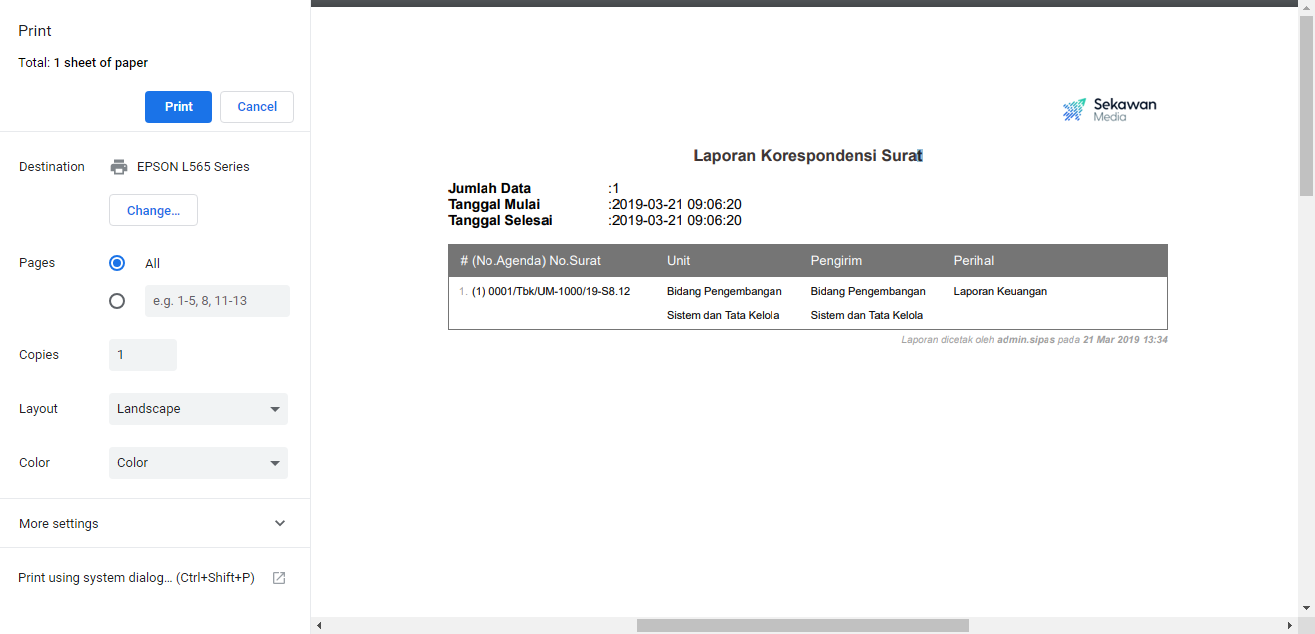 Print
Total: 1 sheet of paper
Print Cancel
Destination EPSON L565 Series
Change...
Pages All
e.g. 1-5, 8, 11-13
Copies 1
Layout Landscape
Color Color
More settings
Print using system dialog... (Ctrl+Shift+P)
Sekawan
Media
Laporan Korespondensi Surat
Jumlah Data :1
Tanggal Mulai :2019-03-21 09:06:20
Tanggal Selesai :2019-03-21 09:06:20
# (No.Agenda) No.Surat Unit Pengirim Perihal
1. (1) 0001/Tbk/UM-1000/19-S8.12 Bidang Pengembangan Bidang Pengembangan Laporan Keuangan
Sistem dan Tata Kelola Sistem dan Tata Kelola
Laporan dicetak oleh admin.sipas pada 21 Mar 2019 13:34